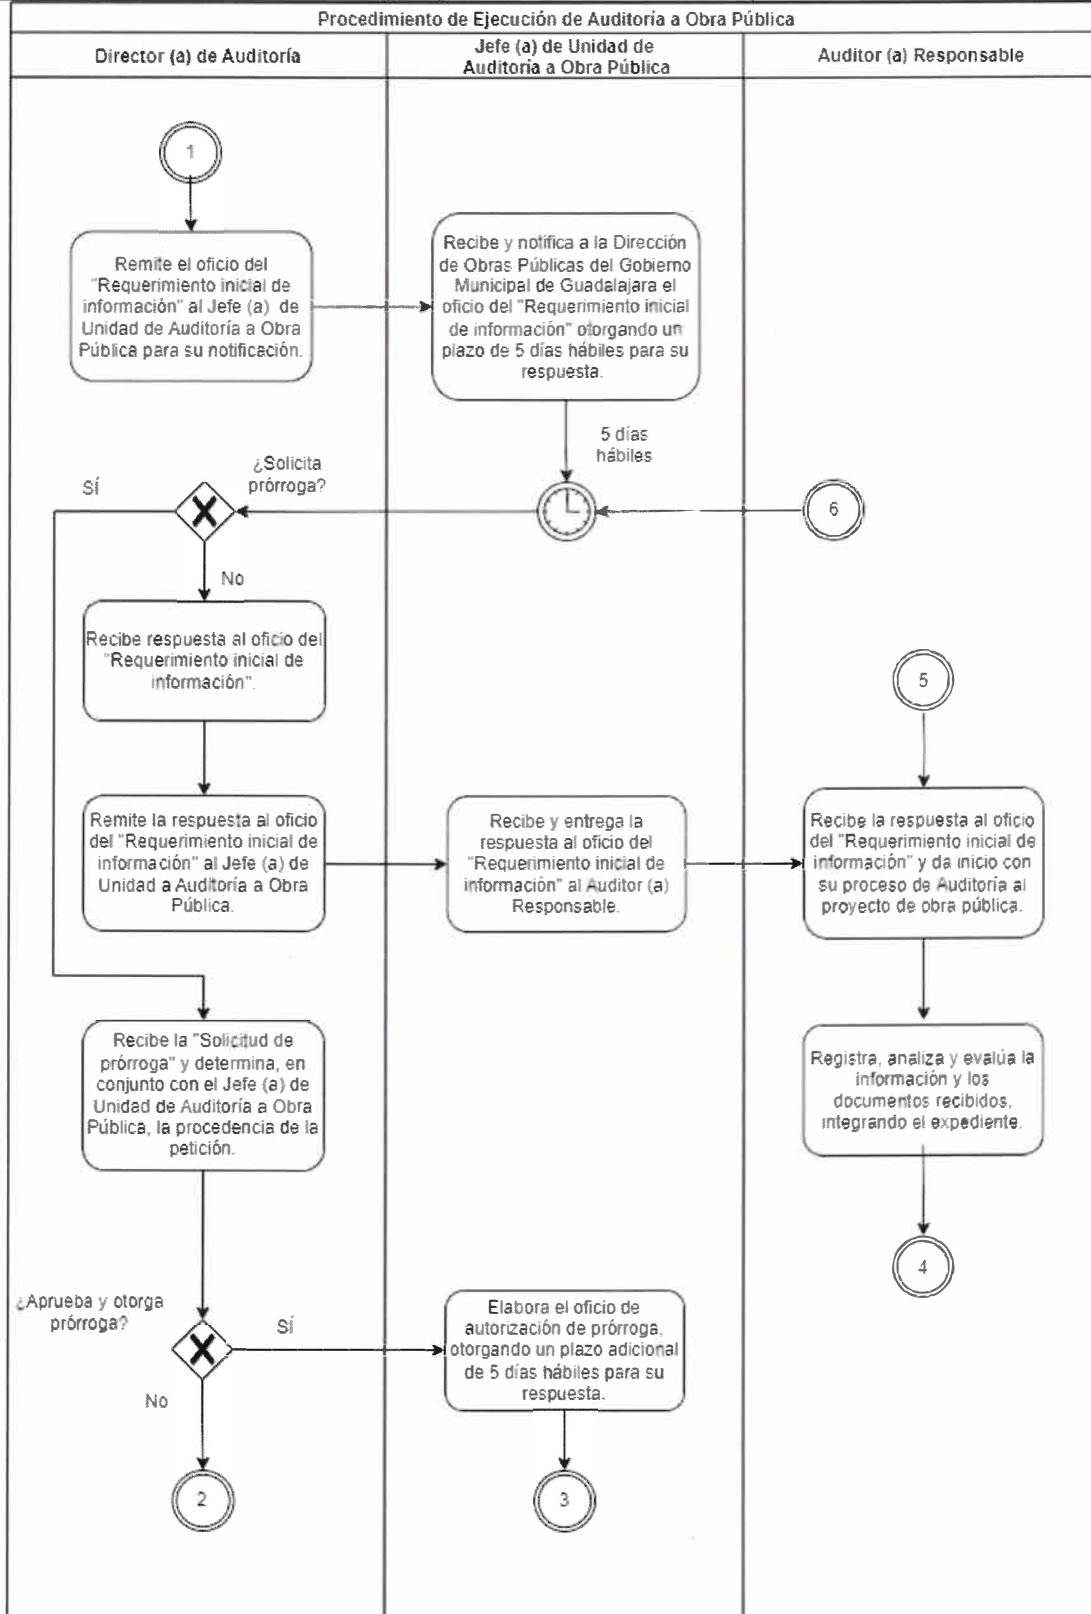 Procedimiento de Ejecución de Auditoría a Obra Pública
Director (a) de Auditoría
Jefe (a) de Unidad de
Auditoría a Obra Pública
Auditor (a) Responsable
1
Remite el oficio del
"Requerimiento inicial de
información" al Jefe (a) de
Unidad de Auditoría a Obra
Pública para su notificación.
Recibe y notifica a la Dirección
de Obras Públicas del Gobierno
Municipal de Guadalajara el
oficio del "Requerimiento inicial
de información" otorgando un
plazo de 5 días hábiles para su
respuesta.
5 días
hábiles
¿Solicita
prórroga?
SÍ
6
No
Recibe respuesta al oficio del
"Requerimiento inicial de
información".
5
Remite la respuesta al oficio
del "Requerimiento inicial de
información" al Jefe (a) de
Unidad a Auditoría a Obra
Pública.
Recibe y entrega la
respuesta al oficio del
"Requerimiento inicial de
información" al Auditor (a)
Responsable.
Recibe la respuesta al oficio
del "Requerimiento inicial de
información" y da inicio con
su proceso de Auditoría al
proyecto de obra pública.
Recibe la "Solicitud de
prórroga" y determina, en
conjunto con el Jefe (a) de
Unidad de Auditoría a Obra
Pública, la procedencia de la
petición.
Registra, analiza y evalúa la
información y los
documentos recibidos,
integrando el expediente.
4
¿Aprueba y otorga
prórroga?
SÍ
Elabora el oficio de
autorización de prórroga,
otorgando un plazo adicional
de 5 días hábiles para su
respuesta.
No
2
3